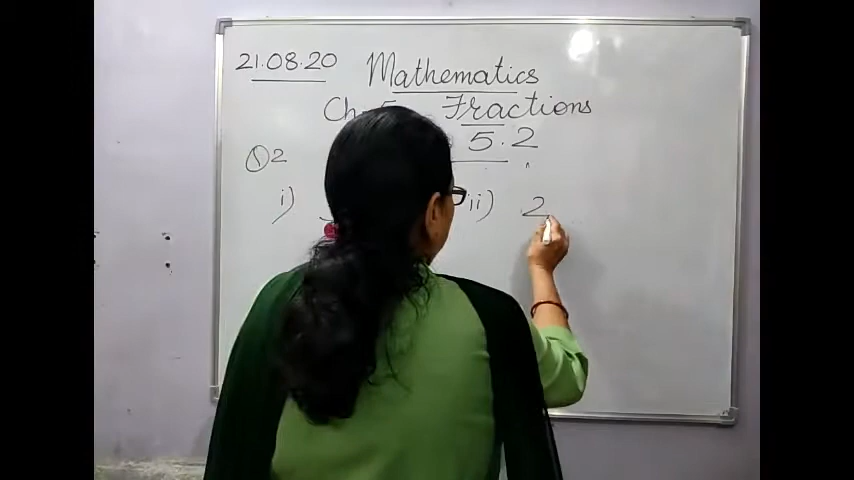 21.08.20
Mathematics
Ch-5 Fractions
5.2
Q2
i) ii) 2